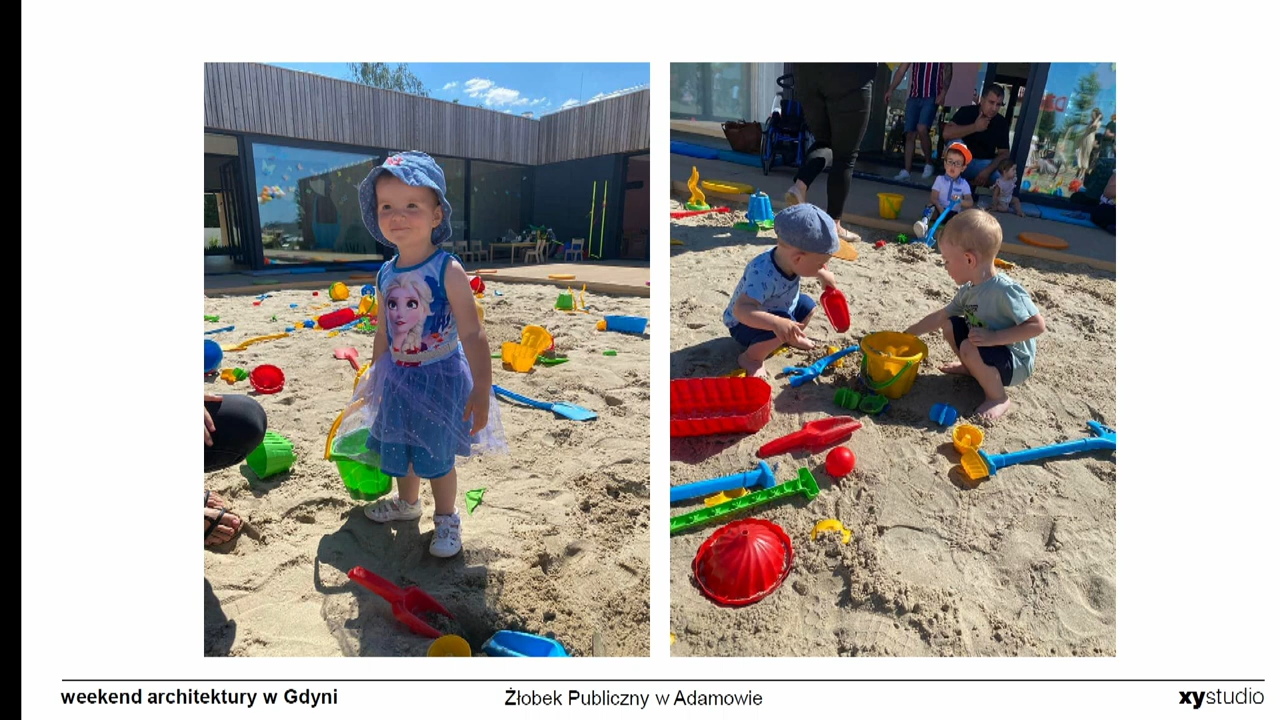 weekend architektury w Gdyni
Żłobek Publiczny w Adamowie
xystudio